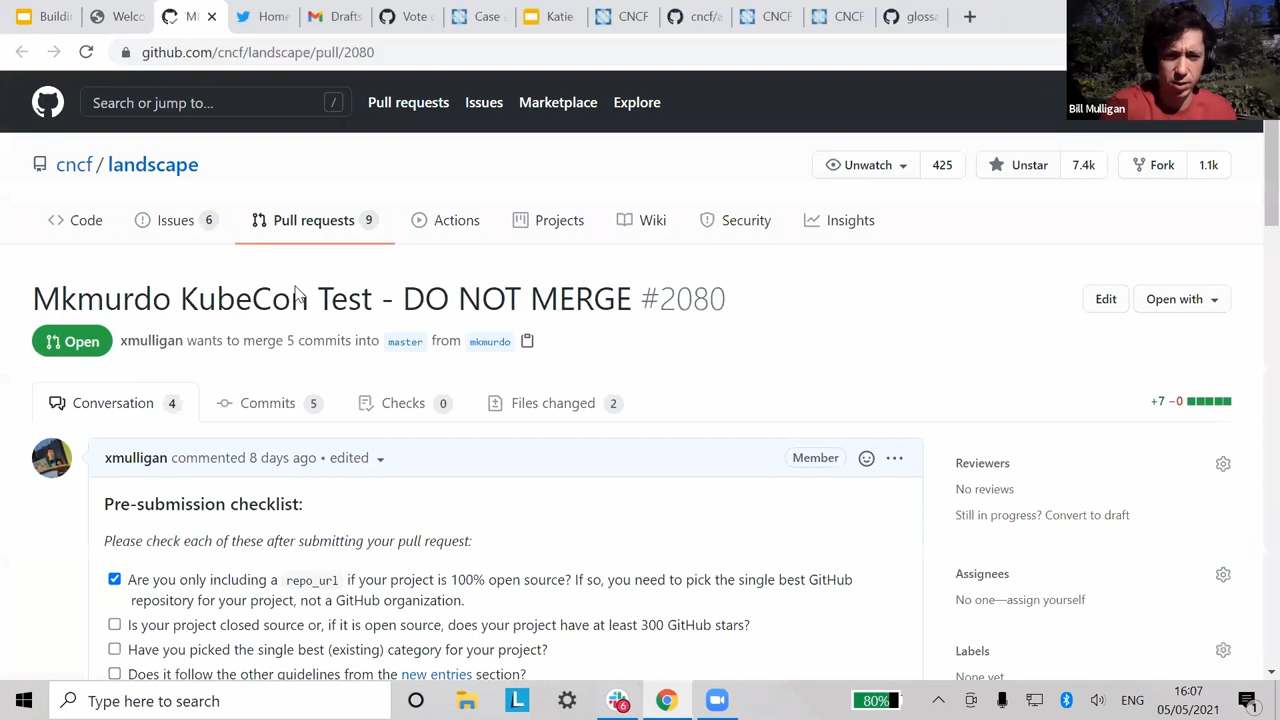 Buildi
Welco
Mk
Home
Drafts
Vote o
Case
Katie
CNCF
cncf/
CNCF
CNCF
glossa
github.com/cncf/landscape/pull/2080
Bill Mulligan
Search or jump to...
/
Pull requests
Issues
Marketplace
Explore
cncf / landscape
Unwatch
425
Unstar
7.4k
Fork
1.1k
Code
Issues 6
Pull requests 9
Actions
Projects
Wiki
Security
Insights
Mkmurdo KubeCon Test - DO NOT MERGE #2080
Edit
Open with
Open
xmulligan wants to merge 5 commits into master from mkmurdo
Conversation 4
Commits 5
Checks 0
Files changed 2
+7 −0
xmulligan commented 8 days ago • edited
Member
Pre-submission checklist:
Please check each of these after submitting your pull request:
Are you only including a repo_url if your project is 100% open source? If so, you need to pick the single best GitHub
repository for your project, not a GitHub organization.
Is your project closed source or, if it is open source, does your project have at least 300 GitHub stars?
Have you picked the single best (existing) category for your project?
Does it follow the other guidelines from the new entries section?
Reviewers
No reviews
Still in progress? Convert to draft
Assignees
No one—assign yourself
Labels
None yet
Type here to search
L
6
80%
ENG
16:07
05/05/2021
1